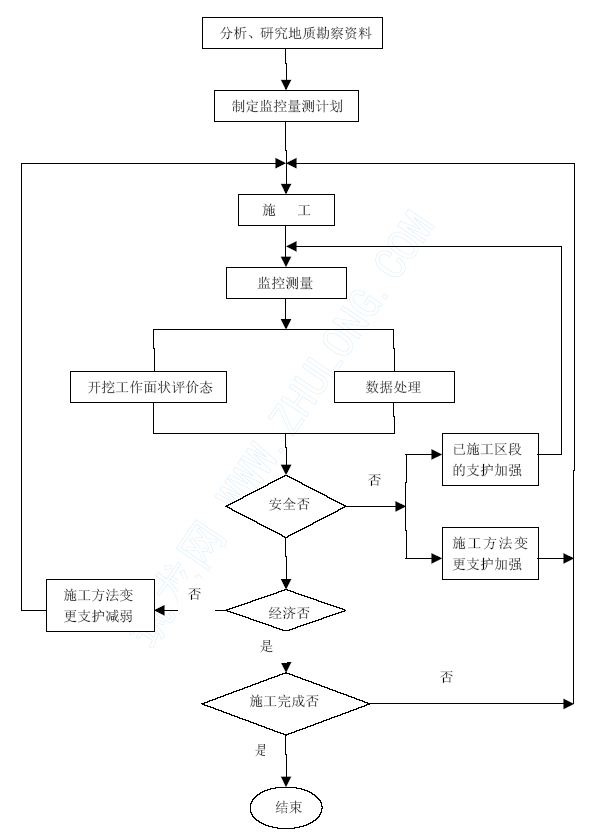 分析、研究地质勘察资料
制定监控量测计划
施 工
监控测量
开挖工作面状评价态
数据处理
已施工区段
的支护加强
否
安全否
施工方法变
更支护加强
施工方法变
更支护减弱
否
经济否
是
否
施工完成否
是
结束
WWW.ZHULONG.COM